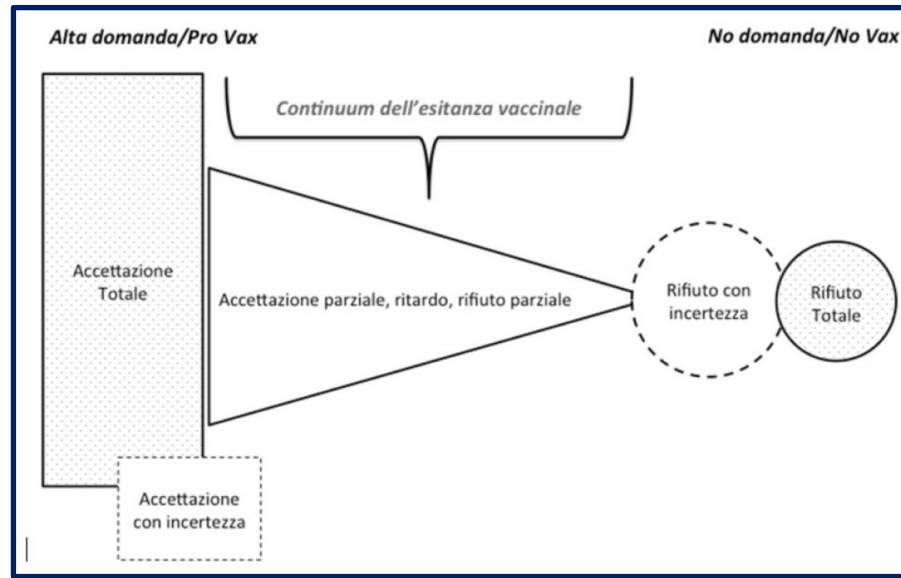 Alta domanda/Pro Vax
No domanda/No Vax
Continuum dell'esitanza vaccinale
Accettazione
Totale
Accettazione parziale, ritardo, rifiuto parziale
Rifiuto con
incertezza
Rifiuto
Totale
Accettazione
con incertezza